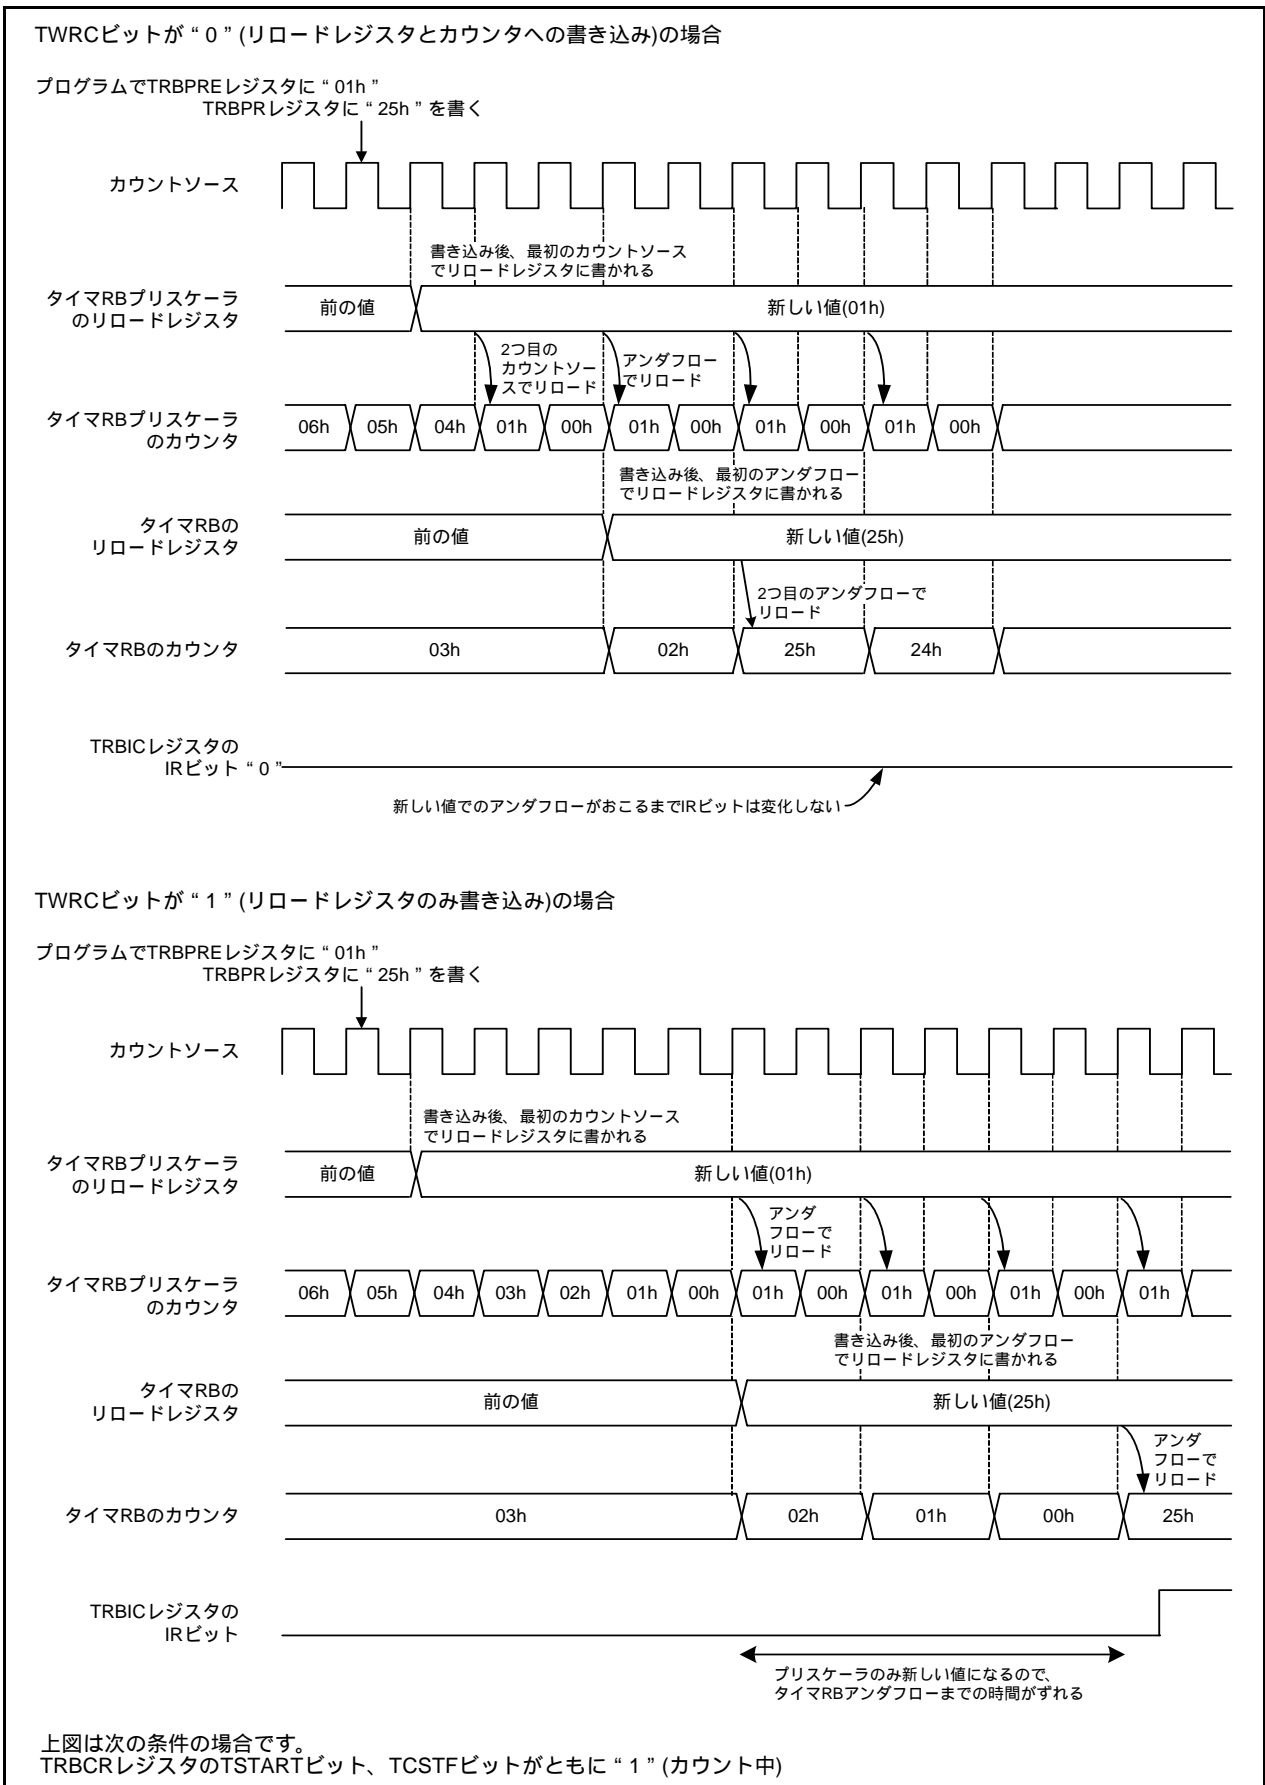 TWRCビットが“0”(リロードレジスタとカウンタへの書き込み)の場合
プログラムでTRBPREレジスタに“01h”
TRBPRレジスタに“25h”を書く
カウントソース
書き込み後、最初のカウントソース
でリロードレジスタに書かれる
タイマRBプリスケーラ
のリロードレジスタ
前の値
新しい値(01h)
2つ目の
カウントソー
スでリロード
アンダフロー
でリロード
タイマRBプリスケーラ
のカウンタ
06h 05h 04h 01h 00h 01h 00h 01h 00h 01h 00h
書き込み後、最初のアンダフロー
でリロードレジスタに書かれる
タイマRBの
リロードレジスタ
前の値
新しい値(25h)
2つ目のアンダフローで
リロード
タイマRBのカウンタ
03h 02h 25h 24h
TRBICレジスタの
IRビット“0”
新しい値でのアンダフローがおこるまでIRビットは変化しない
TWRCビットが“1”(リロードレジスタのみ書き込み)の場合
プログラムでTRBPREレジスタに“01h”
TRBPRレジスタに“25h”を書く
カウントソース
書き込み後、最初のカウントソース
でリロードレジスタに書かれる
タイマRBプリスケーラ
のリロードレジスタ
前の値
新しい値(01h)
アンダ
フローで
リロード
タイマRBプリスケーラ
のカウンタ
06h 05h 04h 03h 02h 01h 00h 01h 00h 01h 00h 01h 00h 01h
書き込み後、最初のアンダフロー
でリロードレジスタに書かれる
タイマRBの
リロードレジスタ
前の値
新しい値(25h)
アンダ
フローで
リロード
タイマRBのカウンタ
03h 02h 01h 00h 25h
TRBICレジスタの
IRビット
プリスケーラのみ新しい値になるので、
タイマRBアンダフローまでの時間がずれる
上図は次の条件の場合です。
TRBCRレジスタのTSTARTビット、TCSTFビットがともに“1”(カウント中)